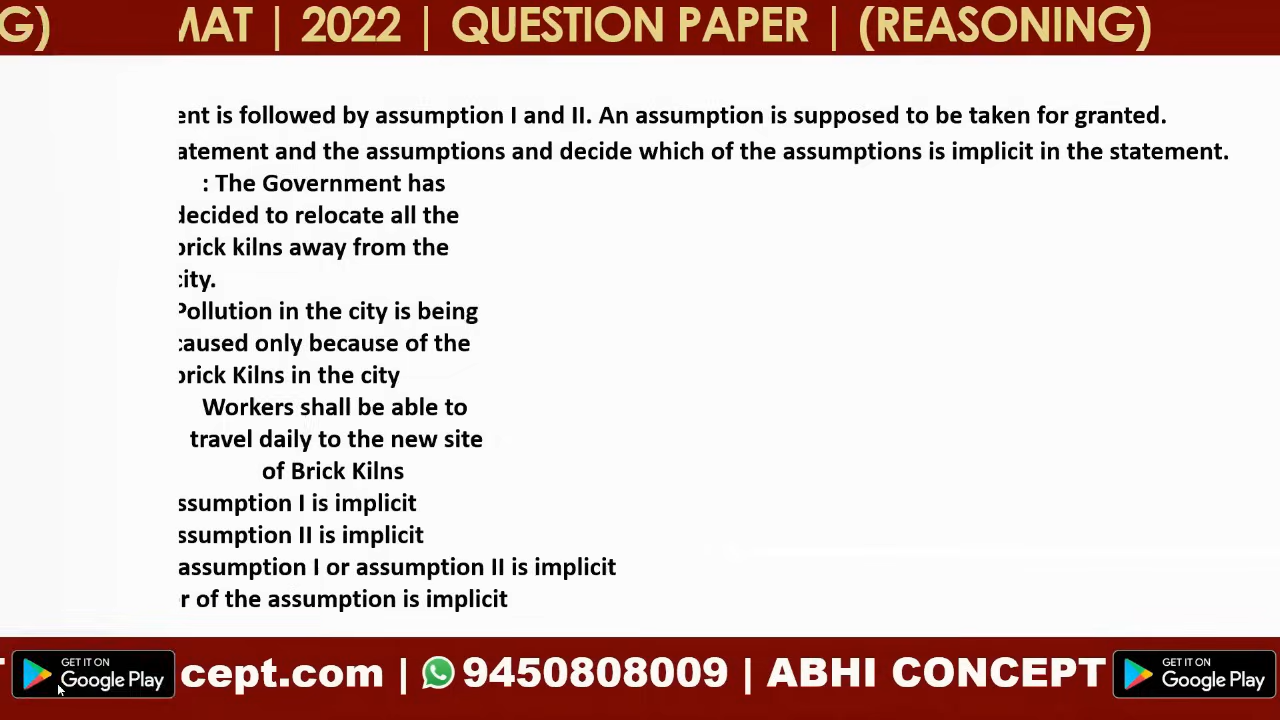 G) MAT | 2022 | QUESTION PAPER | (REASONING)
ent is followed by assumption I and II. An assumption is supposed to be taken for granted.
atement and the assumptions and decide which of the assumptions is implicit in the statement.
: The Government has
decided to relocate all the
brick kilns away from the
city.
Pollution in the city is being
caused only because of the
brick Kilns in the city
Workers shall be able to
travel daily to the new site
of Brick Kilns
ssumption I is implicit
ssumption II is implicit
assumption I or assumption II is implicit
r of the assumption is implicit
T GET IT ON Google Play cept.com | 9450808009 | ABHI CONCEPT GET IT ON Google Play